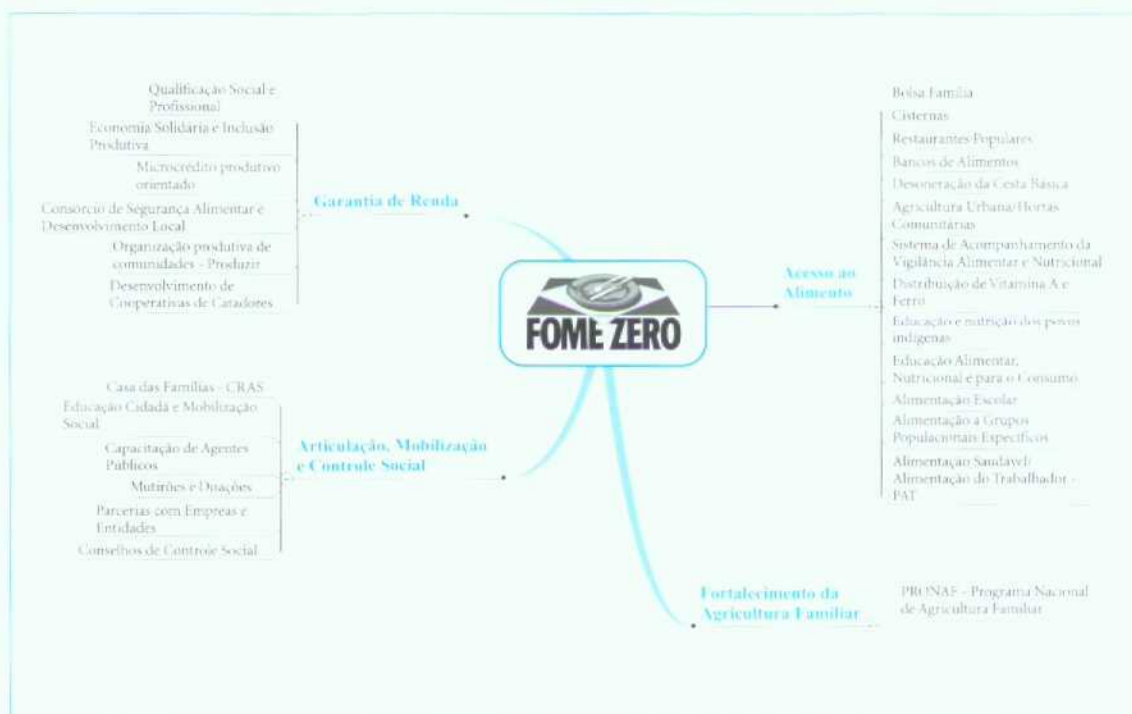 Qualificação Social e
Profissional
Economia Solidária e Inclusão
Produtiva
Microcrédito produtivo
orientado
Consórcio de Segurança Alimentar e
Desenvolvimento Local
Organização produtiva de
comunidades - Produzir
Desenvolvimento de
Cooperativas de Catadores
Garantia de Renda
Casa das Famílias - CRAS
Educação Cidadã e Mobilização
Social
Capacitação de Agentes
Públicos
Mutirões e Doações
Parcerias com Empreas e
Entidades
Conselhos de Controle Social
Articulação, Mobilização
e Controle Social
FOME ZERO
Acesso ao
Alimento
Bolsa Família
Cisternas
Restaurantes Populares
Bancos de Alimentos
Desoneração da Cesta Básica
Agricultura Urbana/Hortas
Comunitárias
Sistema de Acompanhamento da
Vigilância Alimentar e Nutricional
Distribuição de Vitamina A e
Ferro
Educação e nutrição dos povos
indígenas
Educação Alimentar,
Nutricional e para o Consumo
Alimentação Escolar
Alimentação a Grupos
Populacionais Específicos
Alimentação
Alimentação do Trabalhador -
PAT
Fortalecimento da
Agricultura Familiar
PRONAF - Programa Nacional
de Agricultura Familiar